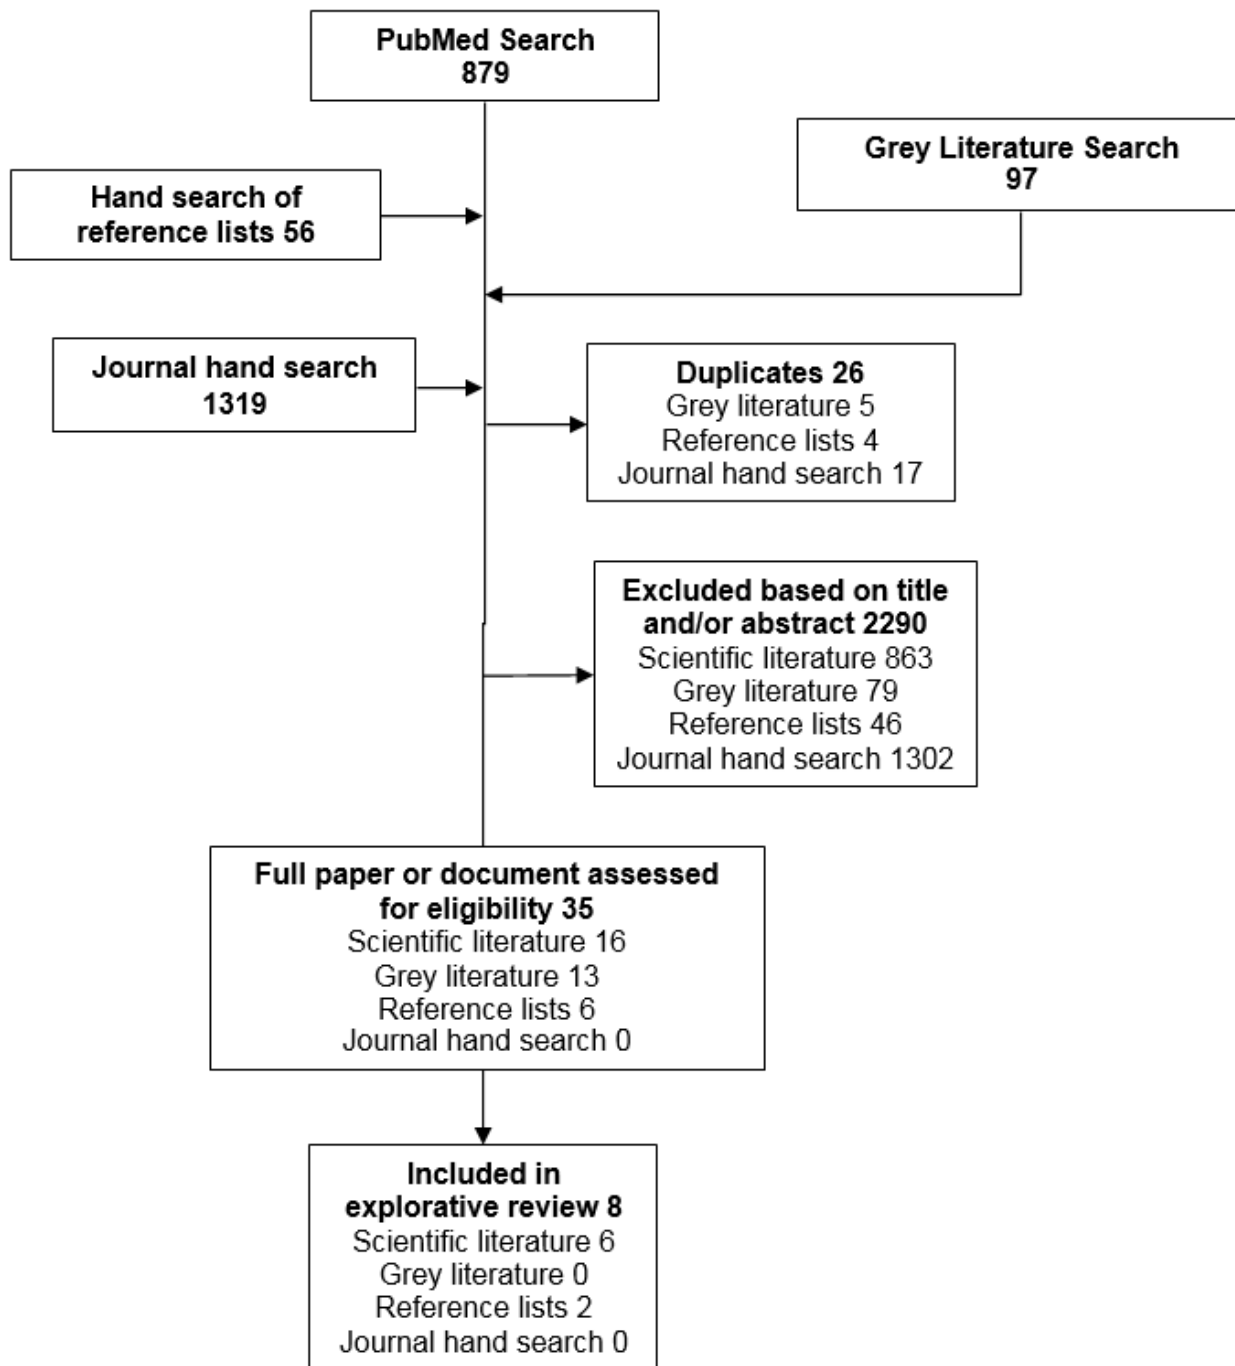 PubMed Search
879
Grey Literature Search
97
Hand search of
reference lists 56
Journal hand search
1319
Duplicates 26
Grey literature 5
Reference lists 4
Journal hand search 17
Excluded based on title
and/or abstract 2290
Scientific literature 863
Grey literature 79
Reference lists 46
Journal hand search 1302
Full paper or document assessed
for eligibility 35
Scientific literature 16
Grey literature 13
Reference lists 6
Journal hand search 0
Included in
explorative review 8
Scientific literature 6
Grey literature 0
Reference lists 2
Journal hand search 0